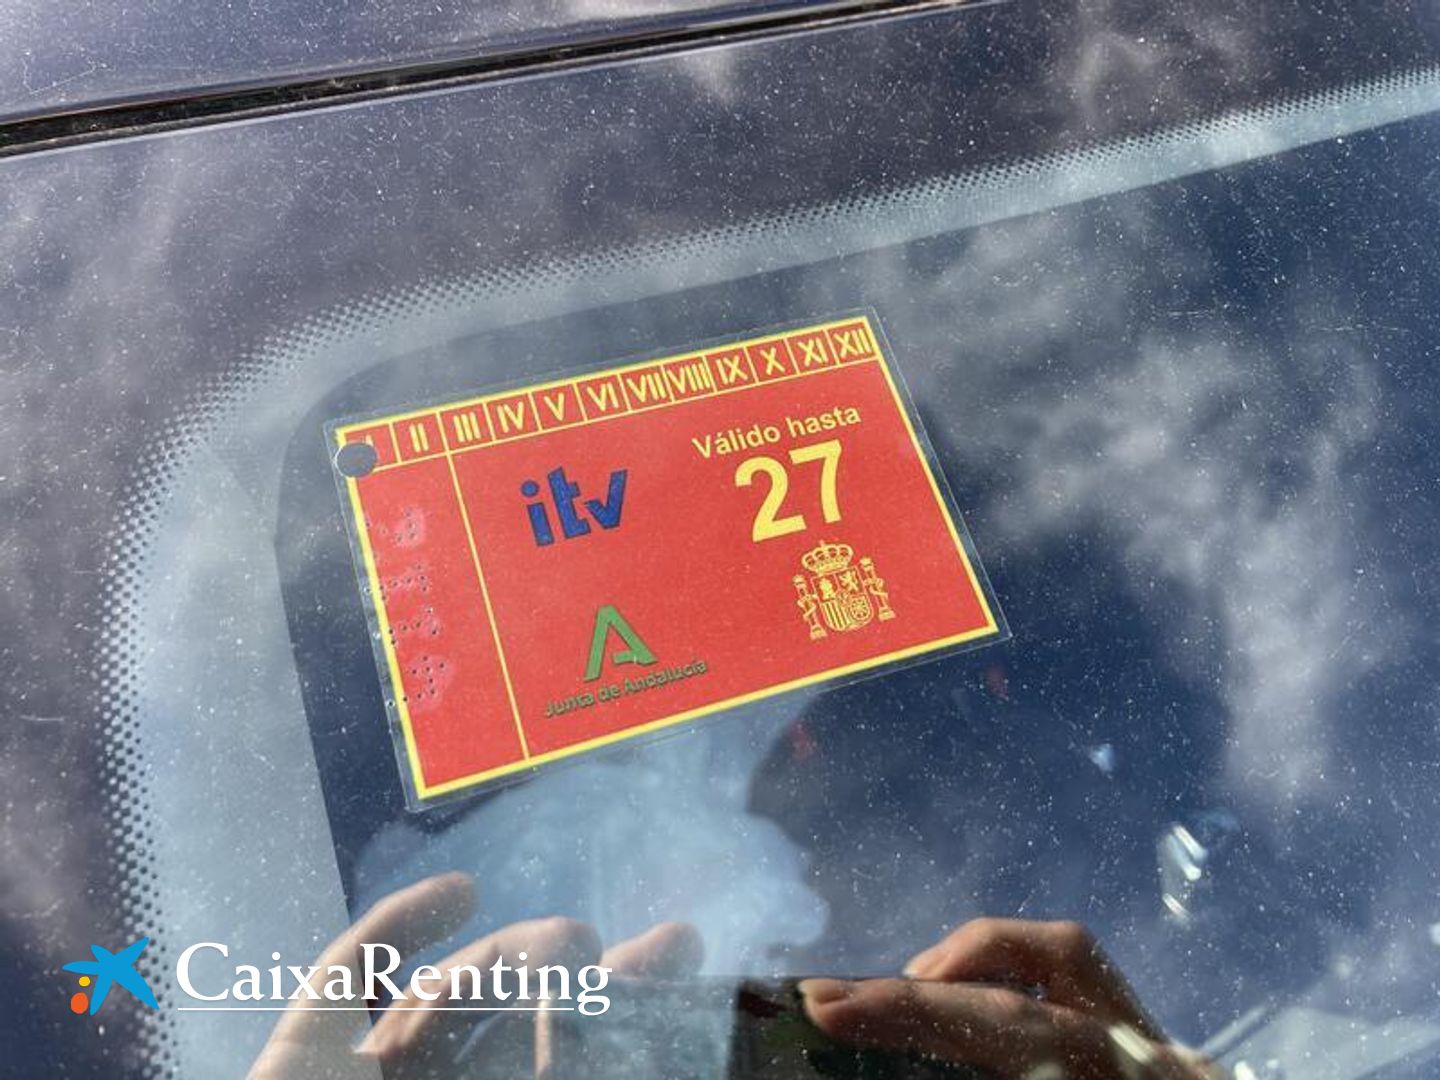 I II III IV V VI VII VIII IX X XI XII
Válido hasta
27
itv
Junta de Andalucía
CaixaRenting